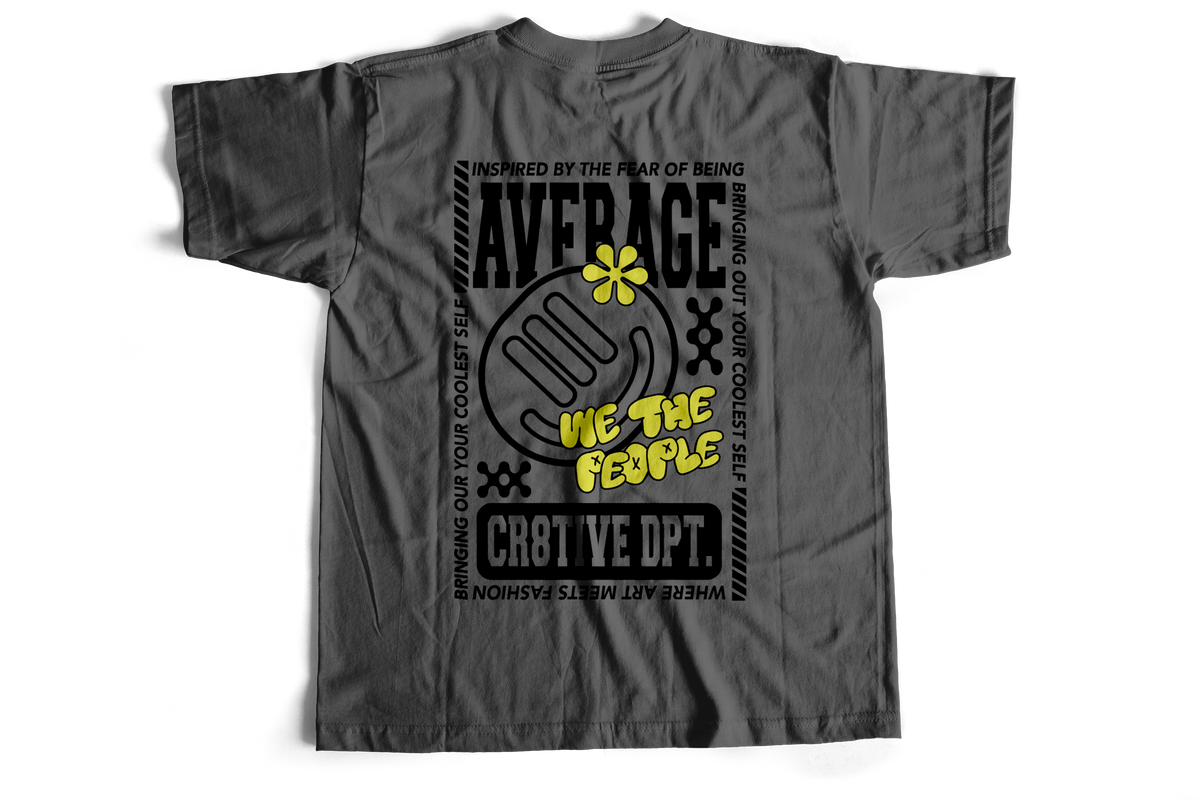 INSPIRED BY THE FEAR OF BEING
AVERAGE
BRINGING OUT YOUR COOLEST SELF
BRINGING OUR YOUR COOLEST SELF
WE THE
PEOPLE
CR8TIVE DPT.
WHERE ART MEETS FASHION